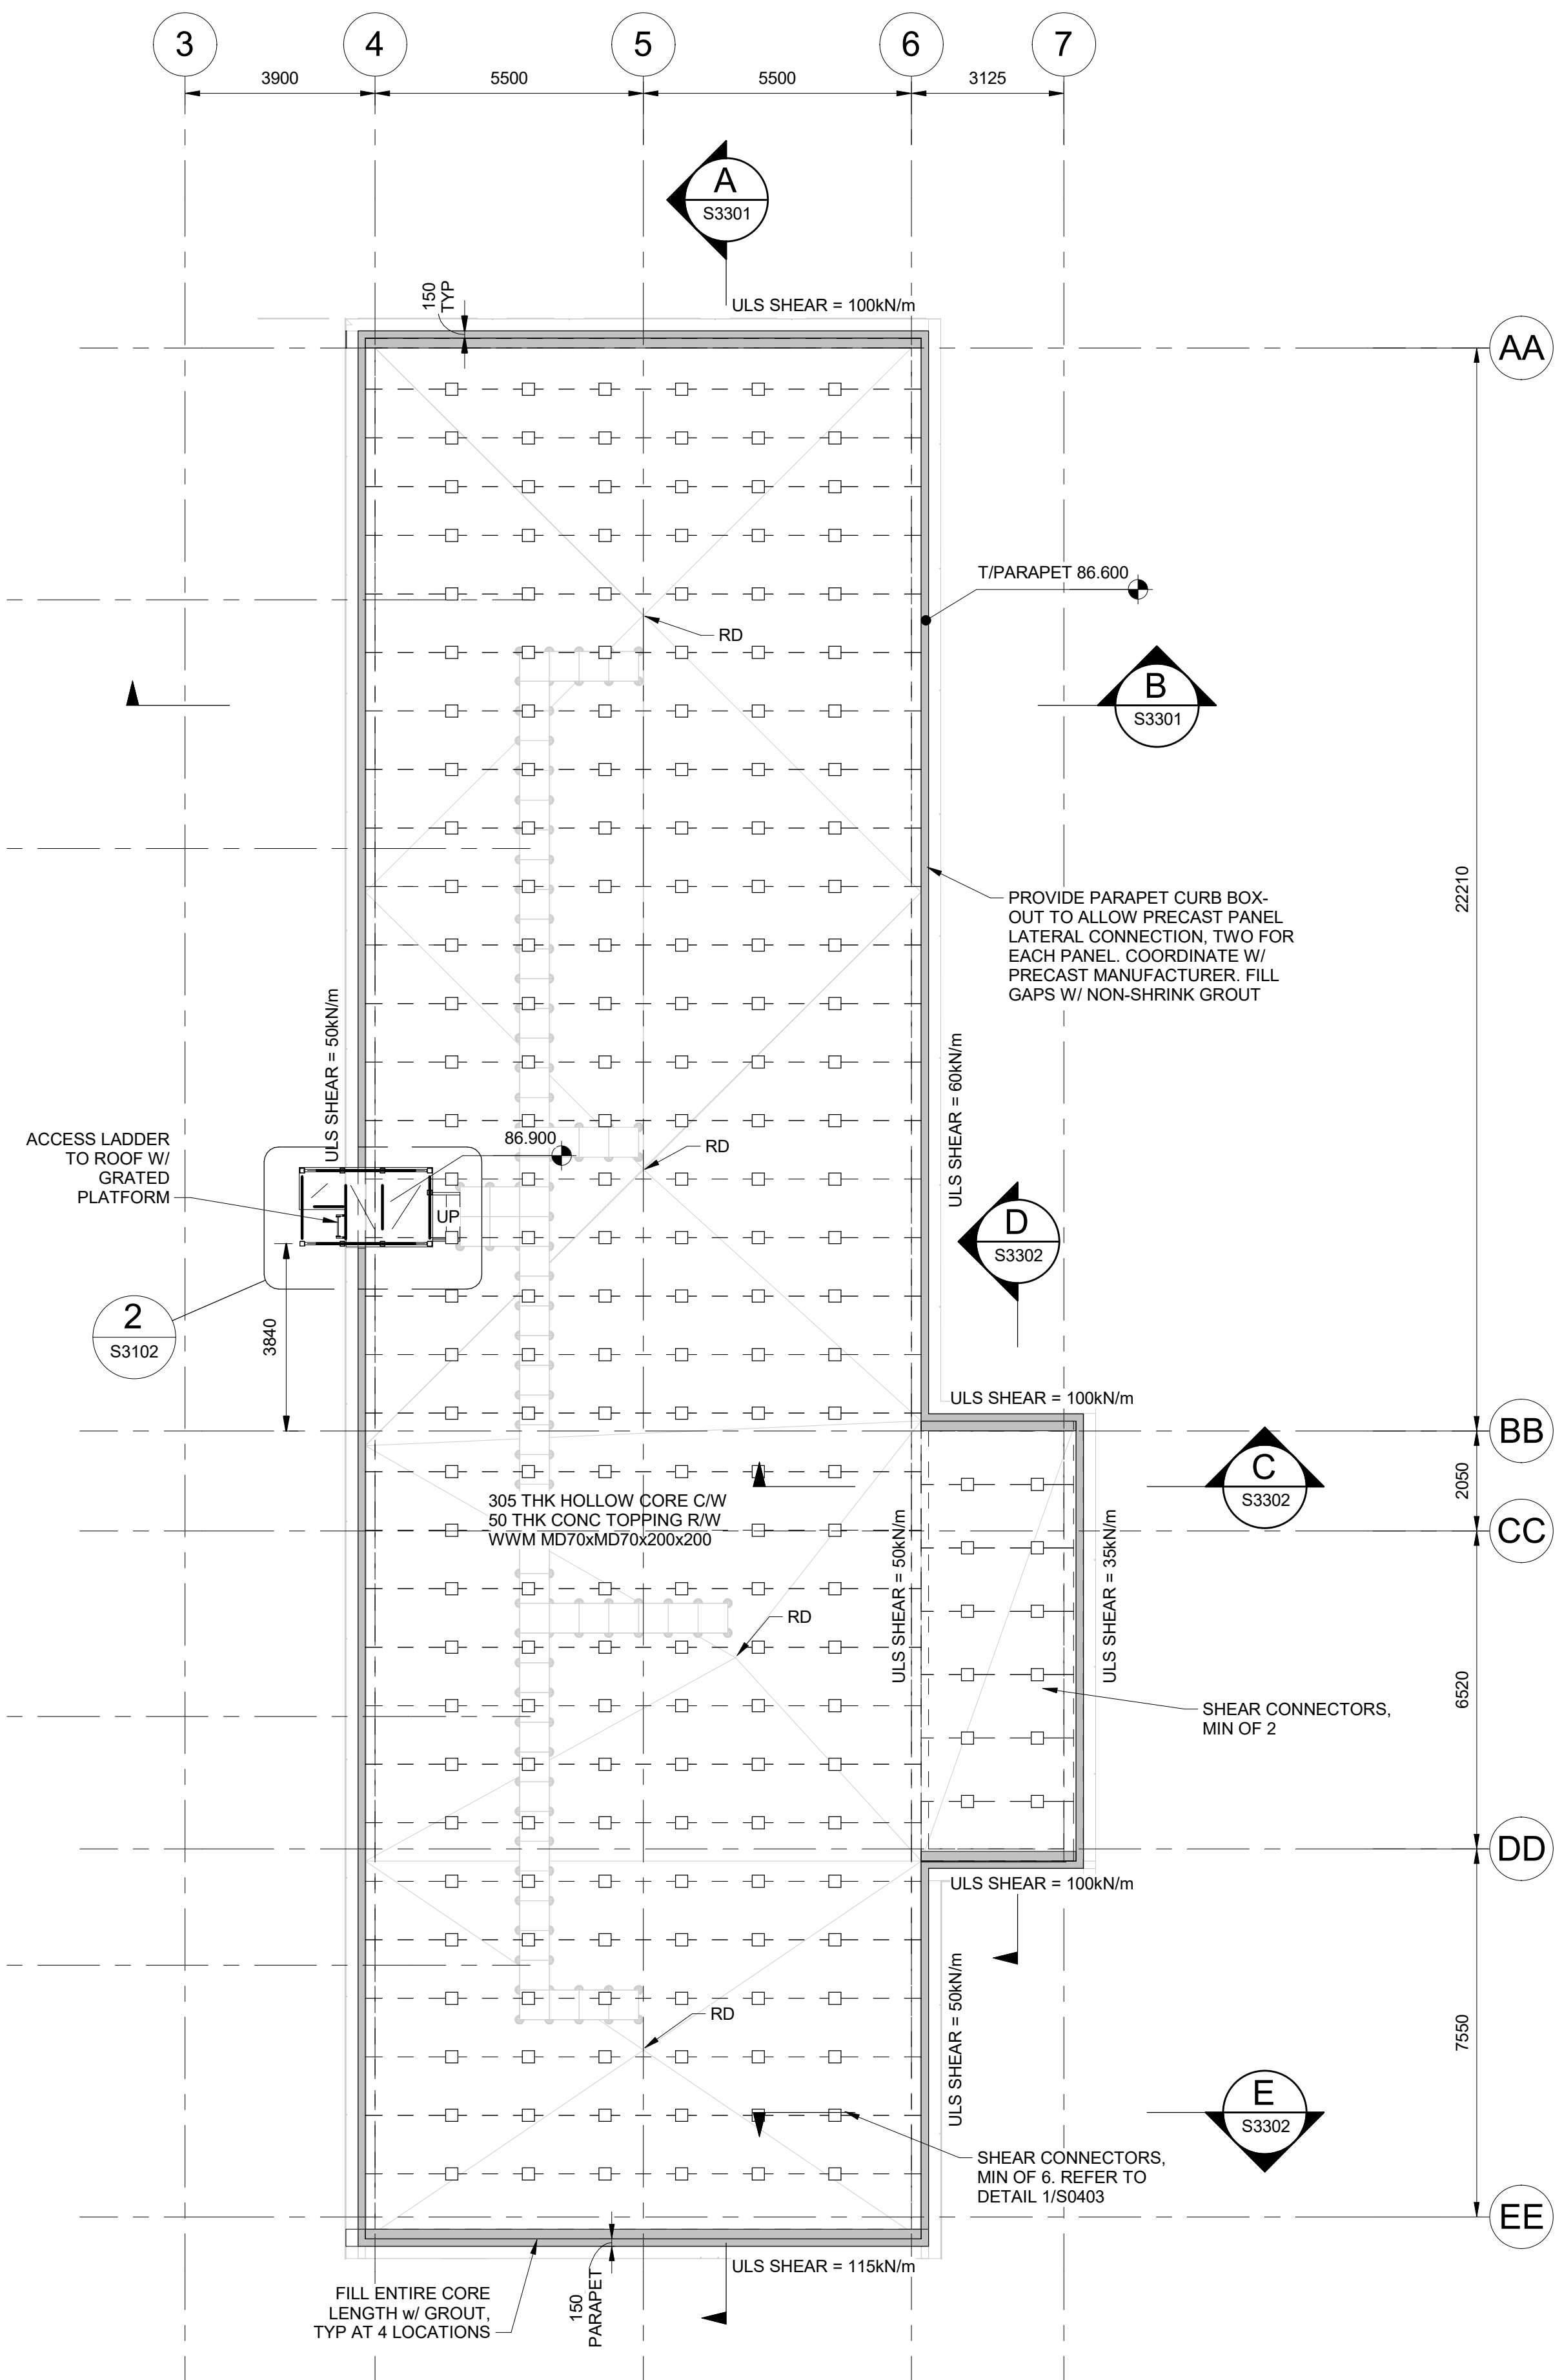 3
4
5
6
7
3900
5500
5500
3125
A
S3301
150
TYP
ULS SHEAR = 100kN/m
AA
T/PARAPET 86.600
RD
B
S3301
22210
PROVIDE PARAPET CURB BOX-
OUT TO ALLOW PRECAST PANEL
LATERAL CONNECTION, TWO FOR
EACH PANEL. COORDINATE W/
PRECAST MANUFACTURER. FILL
GAPS W/ NON-SHRINK GROUT
ULS SHEAR = 50kN/m
ULS SHEAR = 60kN/m
ACCESS LADDER
TO ROOF W/
GRATED
PLATFORM
86.900
RD
UP
D
S3302
2
S3102
3840
ULS SHEAR = 100kN/m
BB
C
S3302
2050
305 THK HOLLOW CORE C/W
50 THK CONC TOPPING R/W
WWM MD70xMD70x200x200
CC
ULS SHEAR = 50kN/m
ULS SHEAR = 35kN/m
RD
6520
SHEAR CONNECTORS,
MIN OF 2
DD
ULS SHEAR = 100kN/m
ULS SHEAR = 50kN/m
RD
7550
E
S3302
SHEAR CONNECTORS,
MIN OF 6. REFER TO
DETAIL 1/S0403
EE
ULS SHEAR = 115kN/m
150
PARAPET
FILL ENTIRE CORE
LENGTH w/ GROUT,
TYP AT 4 LOCATIONS